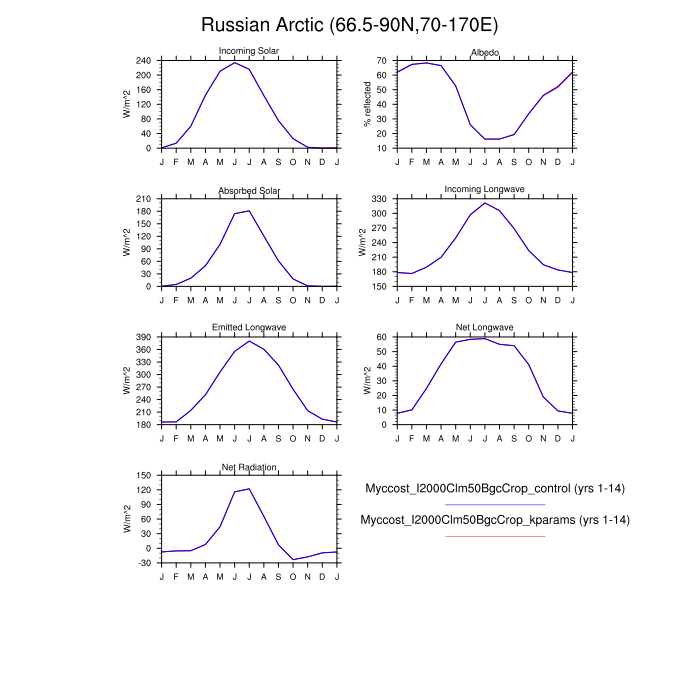 Russian Arctic (66.5-90N,70-170E)
Incoming Solar
W/m^2
240
200
160
120
80
40
0
J F M A M J J A S O N D J
Albedo
% reflected
70
60
50
40
30
20
10
J F M A M J J A S O N D J
Absorbed Solar
W/m^2
210
180
150
120
90
60
30
0
J F M A M J J A S O N D J
Incoming Longwave
W/m^2
330
300
270
240
210
180
150
J F M A M J J A S O N D J
Emitted Longwave
W/m^2
390
360
330
300
270
240
210
180
J F M A M J J A S O N D J
Net Longwave
W/m^2
60
50
40
30
20
10
0
J F M A M J J A S O N D J
Net Radiation
W/m^2
150
120
90
60
30
0
-30
J F M A M J J A S O N D J
Myccost_I2000Clm50BgcCrop_control (yrs 1-14)
Myccost_I2000Clm50BgcCrop_kparams (yrs 1-14)